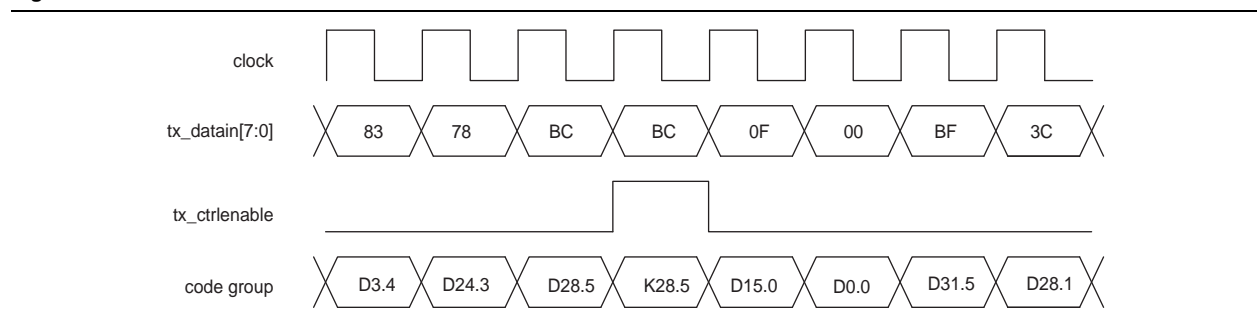 clock
tx_datain[7:0] 83 78 BC BC 0F 00 BF 3C
tx_ctrlenable
code group D3.4 D24.3 D28.5 K28.5 D15.0 D0.0 D31.5 D28.1